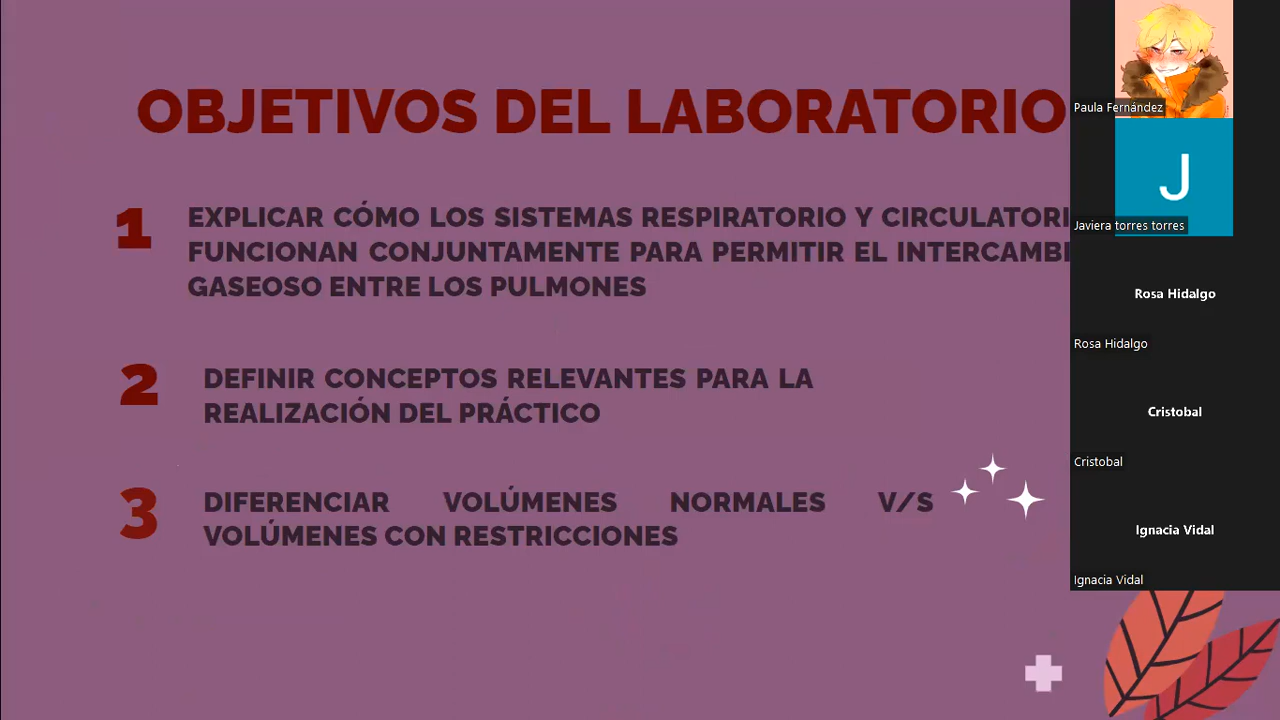 OBJETIVOS DEL LABORATORIO
1
EXPLICAR CÓMO LOS SISTEMAS RESPIRATORIO Y CIRCULATORI
FUNCIONAN CONJUNTAMENTE PARA PERMITIR EL INTERCAMBI
GASEOSO ENTRE LOS PULMONES
2
DEFINIR CONCEPTOS RELEVANTES PARA LA
REALIZACIÓN DEL PRÁCTICO
3
DIFERENCIAR VOLÚMENES NORMALES V/S
VOLÚMENES CON RESTRICCIONES
Paula Fernández
J
Javiera torres torres
Rosa Hidalgo
Rosa Hidalgo
Cristobal
Cristobal
Ignacia Vidal
Ignacia Vidal